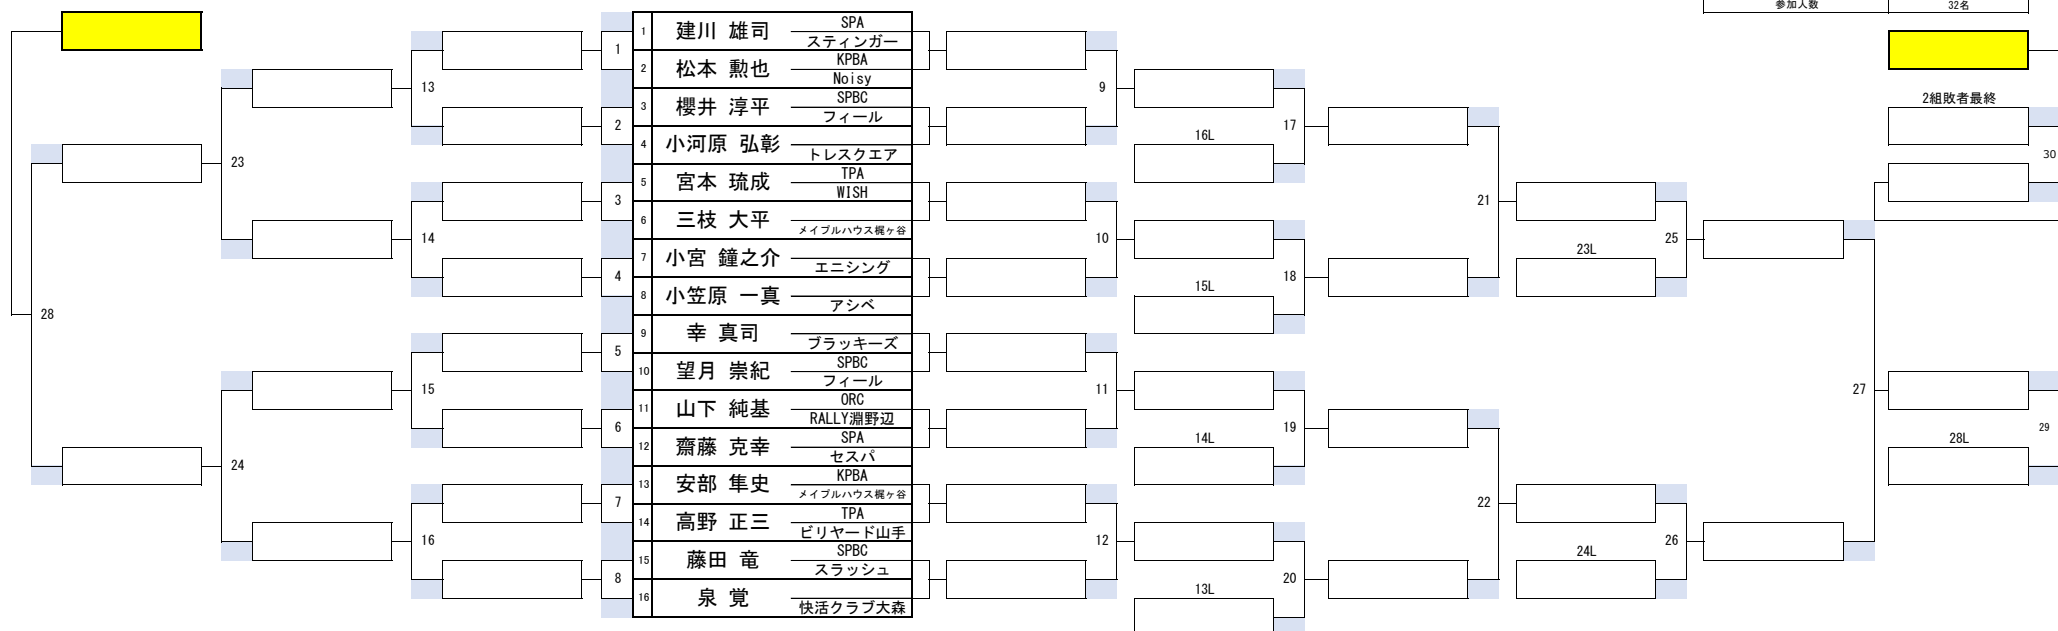 参加人数 32名
1 建川 雄司 SPA
スティンガー
2 松本 勲也 KPBA
Noisy
3 櫻井 淳平 SPBC
フィール
4 小河原 弘彰
トレスクエア
5 宮本 琉成 TPA
WISH
6 三枝 大平
メイプルハウス梶ヶ谷
7 小宮 鐘之介
エニシング
8 小笠原 一真
アシベ
9 幸 真司
ブラッキーズ
10 望月 崇紀 SPBC
フィール
11 山下 純基 ORC
RALLY淵野辺
12 齋藤 克幸 SPA
セスパ
13 安部 隼史 KPBA
メイプルハウス梶ヶ谷
14 高野 正三 TPA
ビリヤード山手
15 藤田 竜 SPBC
スラッシュ
16 泉 覚
快活クラブ大森
1
2
3
4
5
6
7
8
13
14
15
16
23
24
28
9
10
11
12
16L
15L
14L
13L
17
18
19
20
21
22
23L
24L
25
26
27
2組敗者最終
30
28L
29